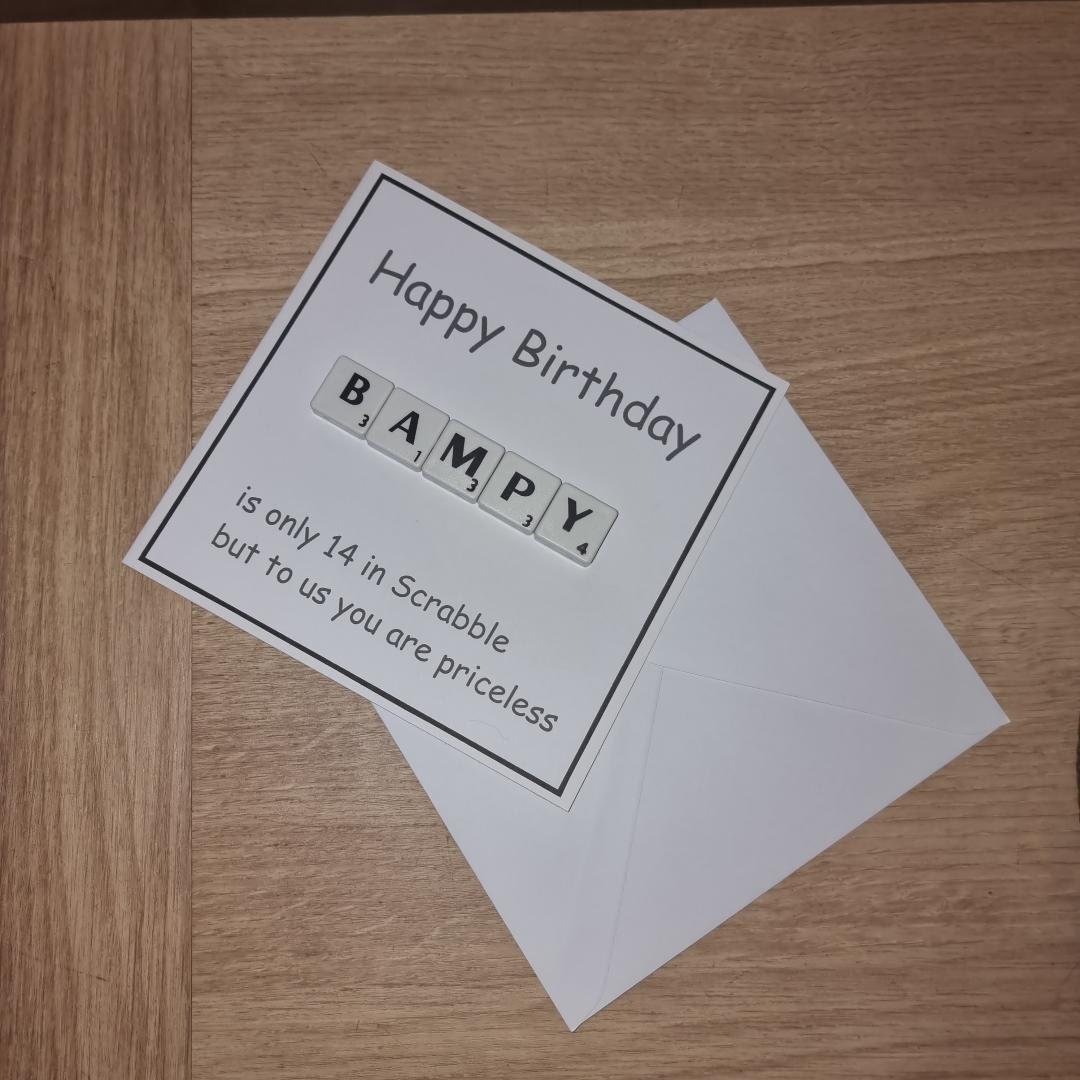 Happy Birthday
B3 A1 M3 P3 Y4
is only 14 in Scrabble
but to us you are priceless